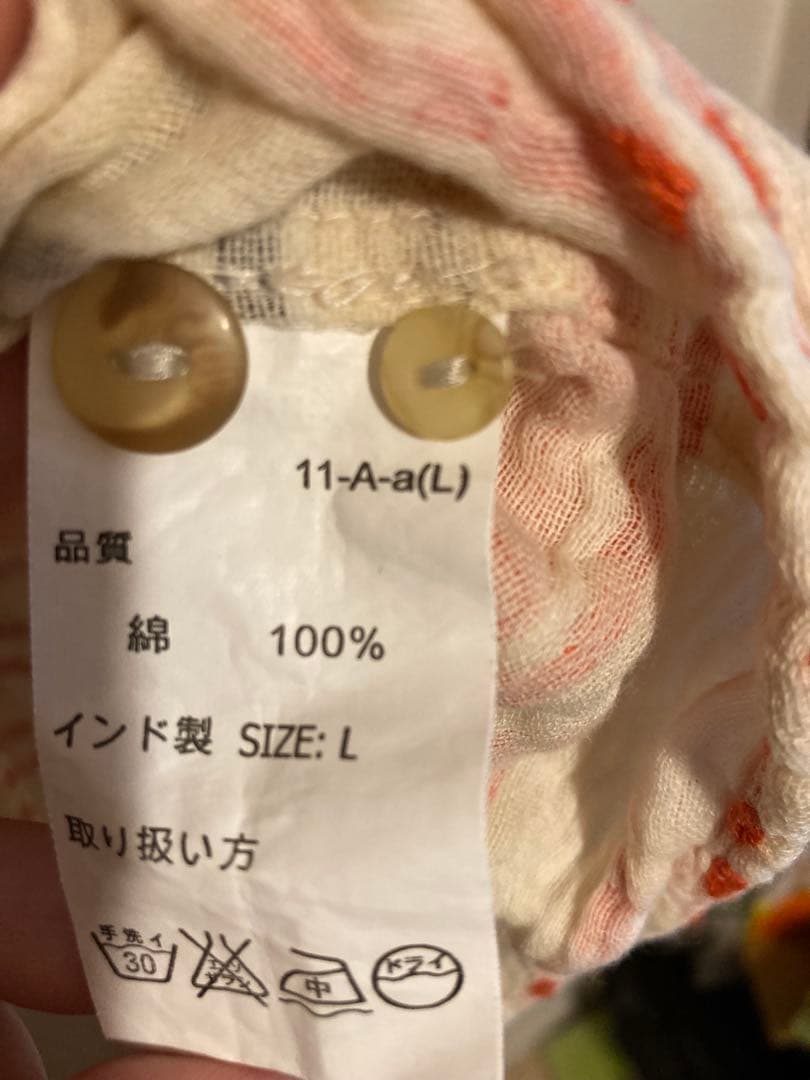 11-A-a(L)
品質
綿 100%
インド製 SIZE: L
取り扱い方
手洗イ
30
中
ドライ